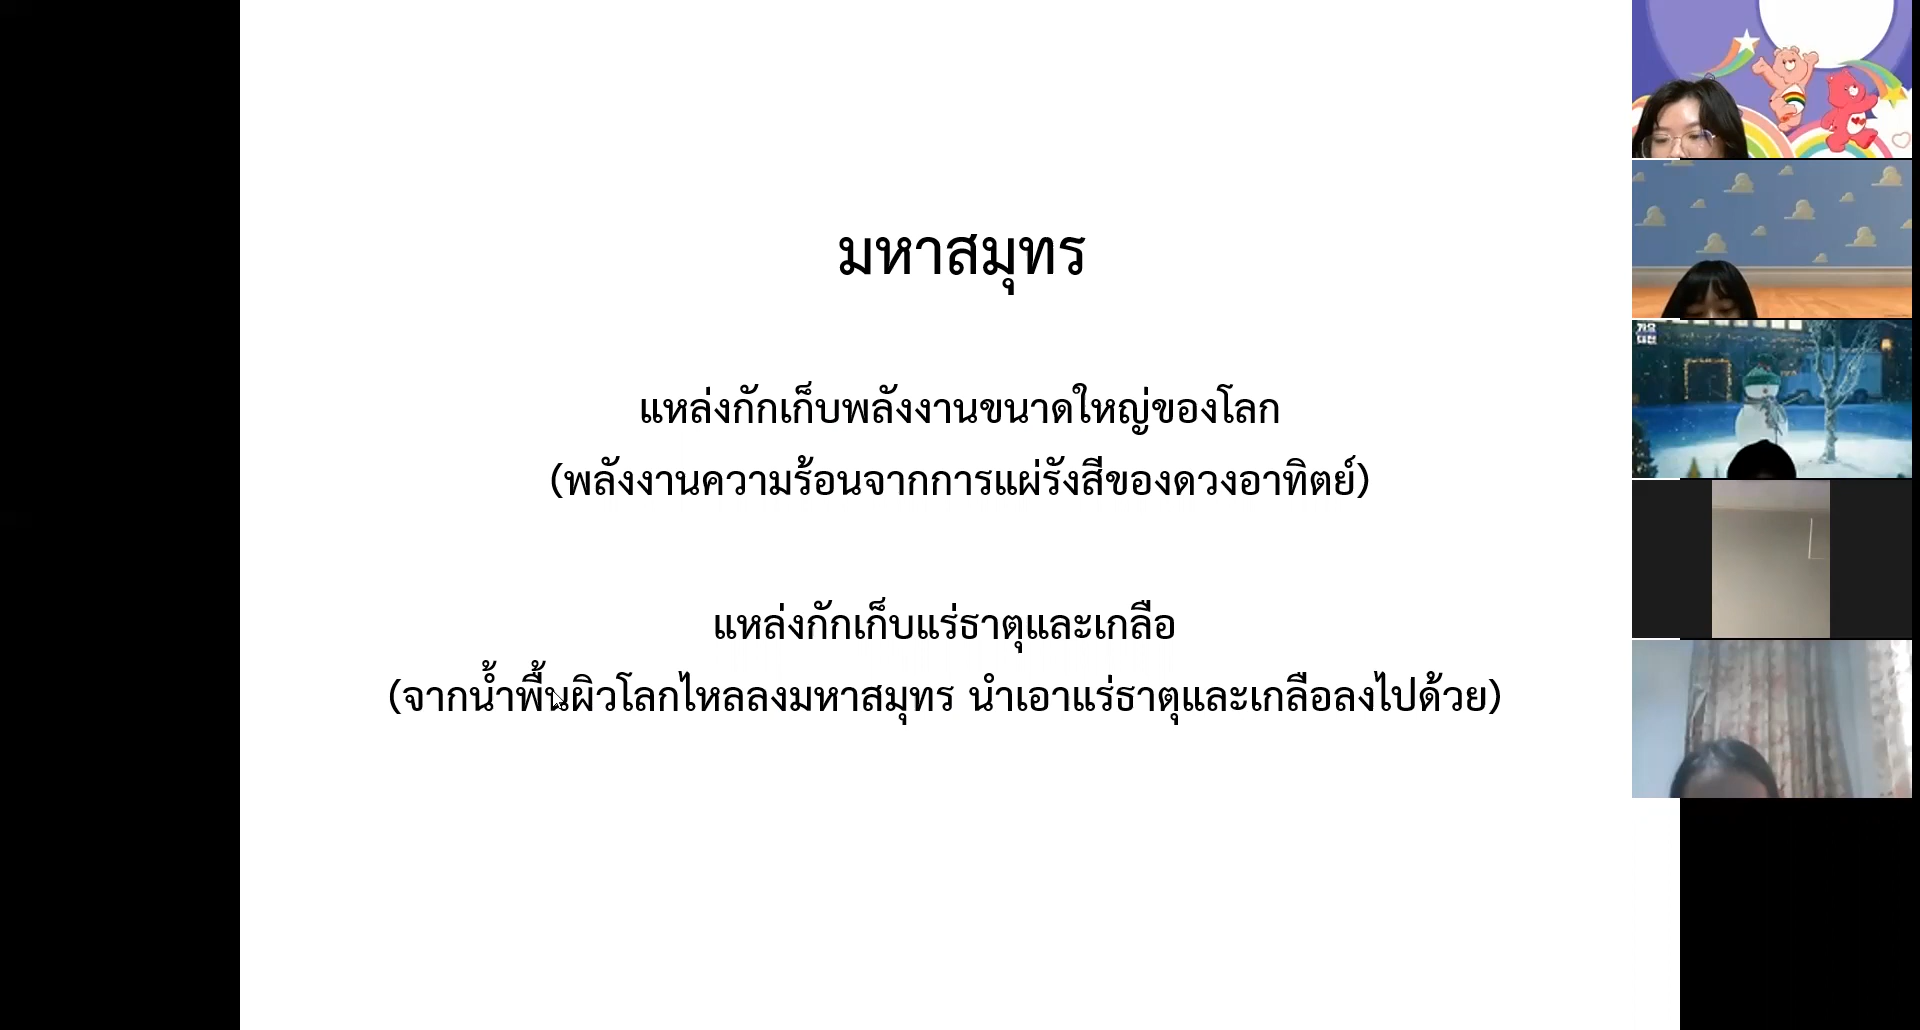 มหาสมุทร
แหล่งกักเก็บพลังงานขนาดใหญ่ของโลก
(พลังงานความร้อนจากการแผ่รังสีของดวงอาทิตย์)
แหล่งกักเก็บแร่ธาตุและเกลือ
(จากน้ำพื้นผิวโลกไหลลงมหาสมุทร นำเอาแร่ธาตุและเกลือลงไปด้วย)
가요
대전